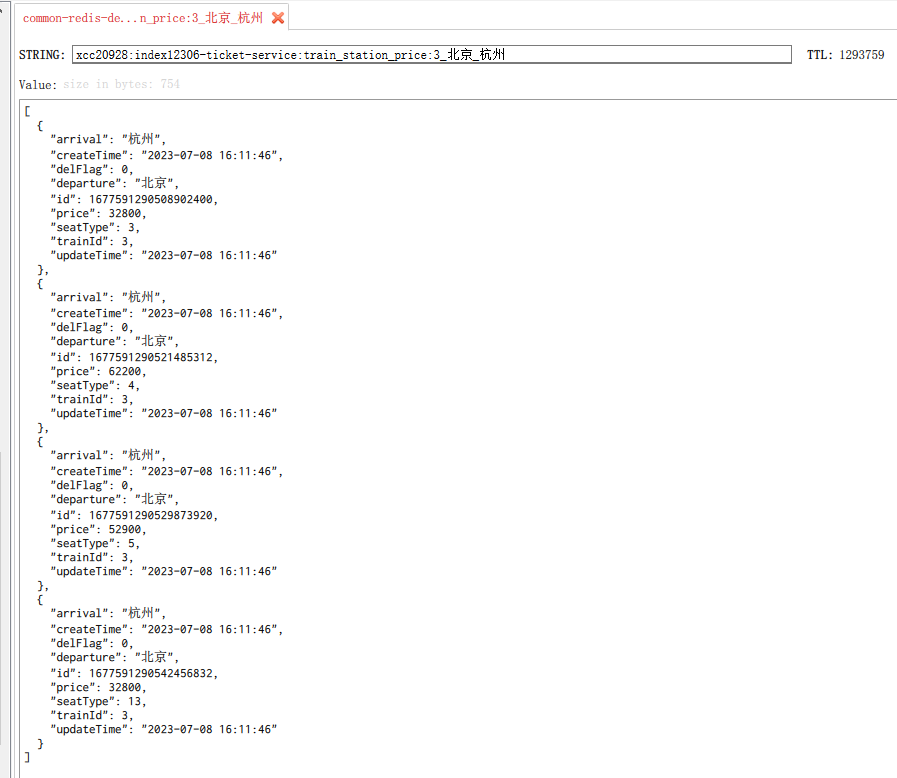 common-redis-de...n_price:3_北京_杭州
STRING: xcc20928:index12306-ticket-service:train_station_price:3_北京_杭州 TTL: 1293759
Value: size in bytes: 754
[
  {
    "arrival": "杭州",
    "createTime": "2023-07-08 16:11:46",
    "delFlag": 0,
    "departure": "北京",
    "id": 1677591290508902400,
    "price": 32800,
    "seatType": 3,
    "trainId": 3,
    "updateTime": "2023-07-08 16:11:46"
  },
  {
    "arrival": "杭州",
    "createTime": "2023-07-08 16:11:46",
    "delFlag": 0,
    "departure": "北京",
    "id": 1677591290521485312,
    "price": 62200,
    "seatType": 4,
    "trainId": 3,
    "updateTime": "2023-07-08 16:11:46"
  },
  {
    "arrival": "杭州",
    "createTime": "2023-07-08 16:11:46",
    "delFlag": 0,
    "departure": "北京",
    "id": 1677591290529873920,
    "price": 52900,
    "seatType": 5,
    "trainId": 3,
    "updateTime": "2023-07-08 16:11:46"
  },
  {
    "arrival": "杭州",
    "createTime": "2023-07-08 16:11:46",
    "delFlag": 0,
    "departure": "北京",
    "id": 1677591290542456832,
    "price": 32800,
    "seatType": 13,
    "trainId": 3,
    "updateTime": "2023-07-08 16:11:46"
  }
]